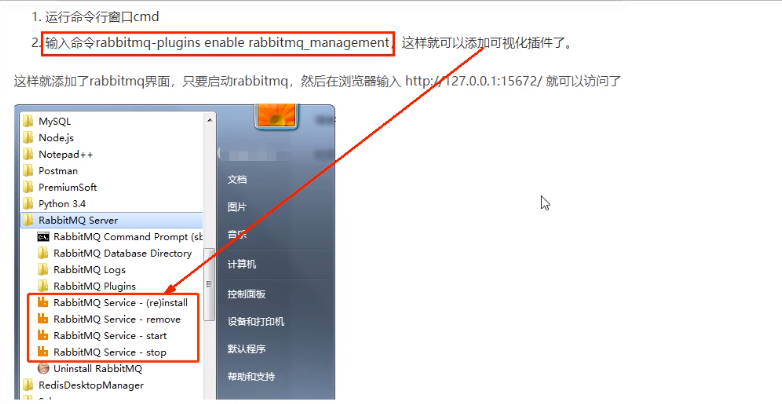 1. 运行命令行窗口cmd
2. 输入命令rabbitmq-plugins enable rabbitmq_management，这样就可以添加可视化插件了。
这样就添加了rabbitmq界面，只要启动rabbitmq，然后在浏览器输入 http://127.0.0.1:15672/ 就可以访问了
MySQL
Node.js
Notepad++
Postman
PremiumSoft
Python 3.4
RabbitMQ Server
RabbitMQ Command Prompt (sb
RabbitMQ Database Directory
RabbitMQ Logs
RabbitMQ Plugins
RabbitMQ Service - (re)install
RabbitMQ Service - remove
RabbitMQ Service - start
RabbitMQ Service - stop
Uninstall RabbitMQ
RedisDesktopManager
文档
图片
音乐
计算机
控制面板
设备和打印机
默认程序
帮助和支持